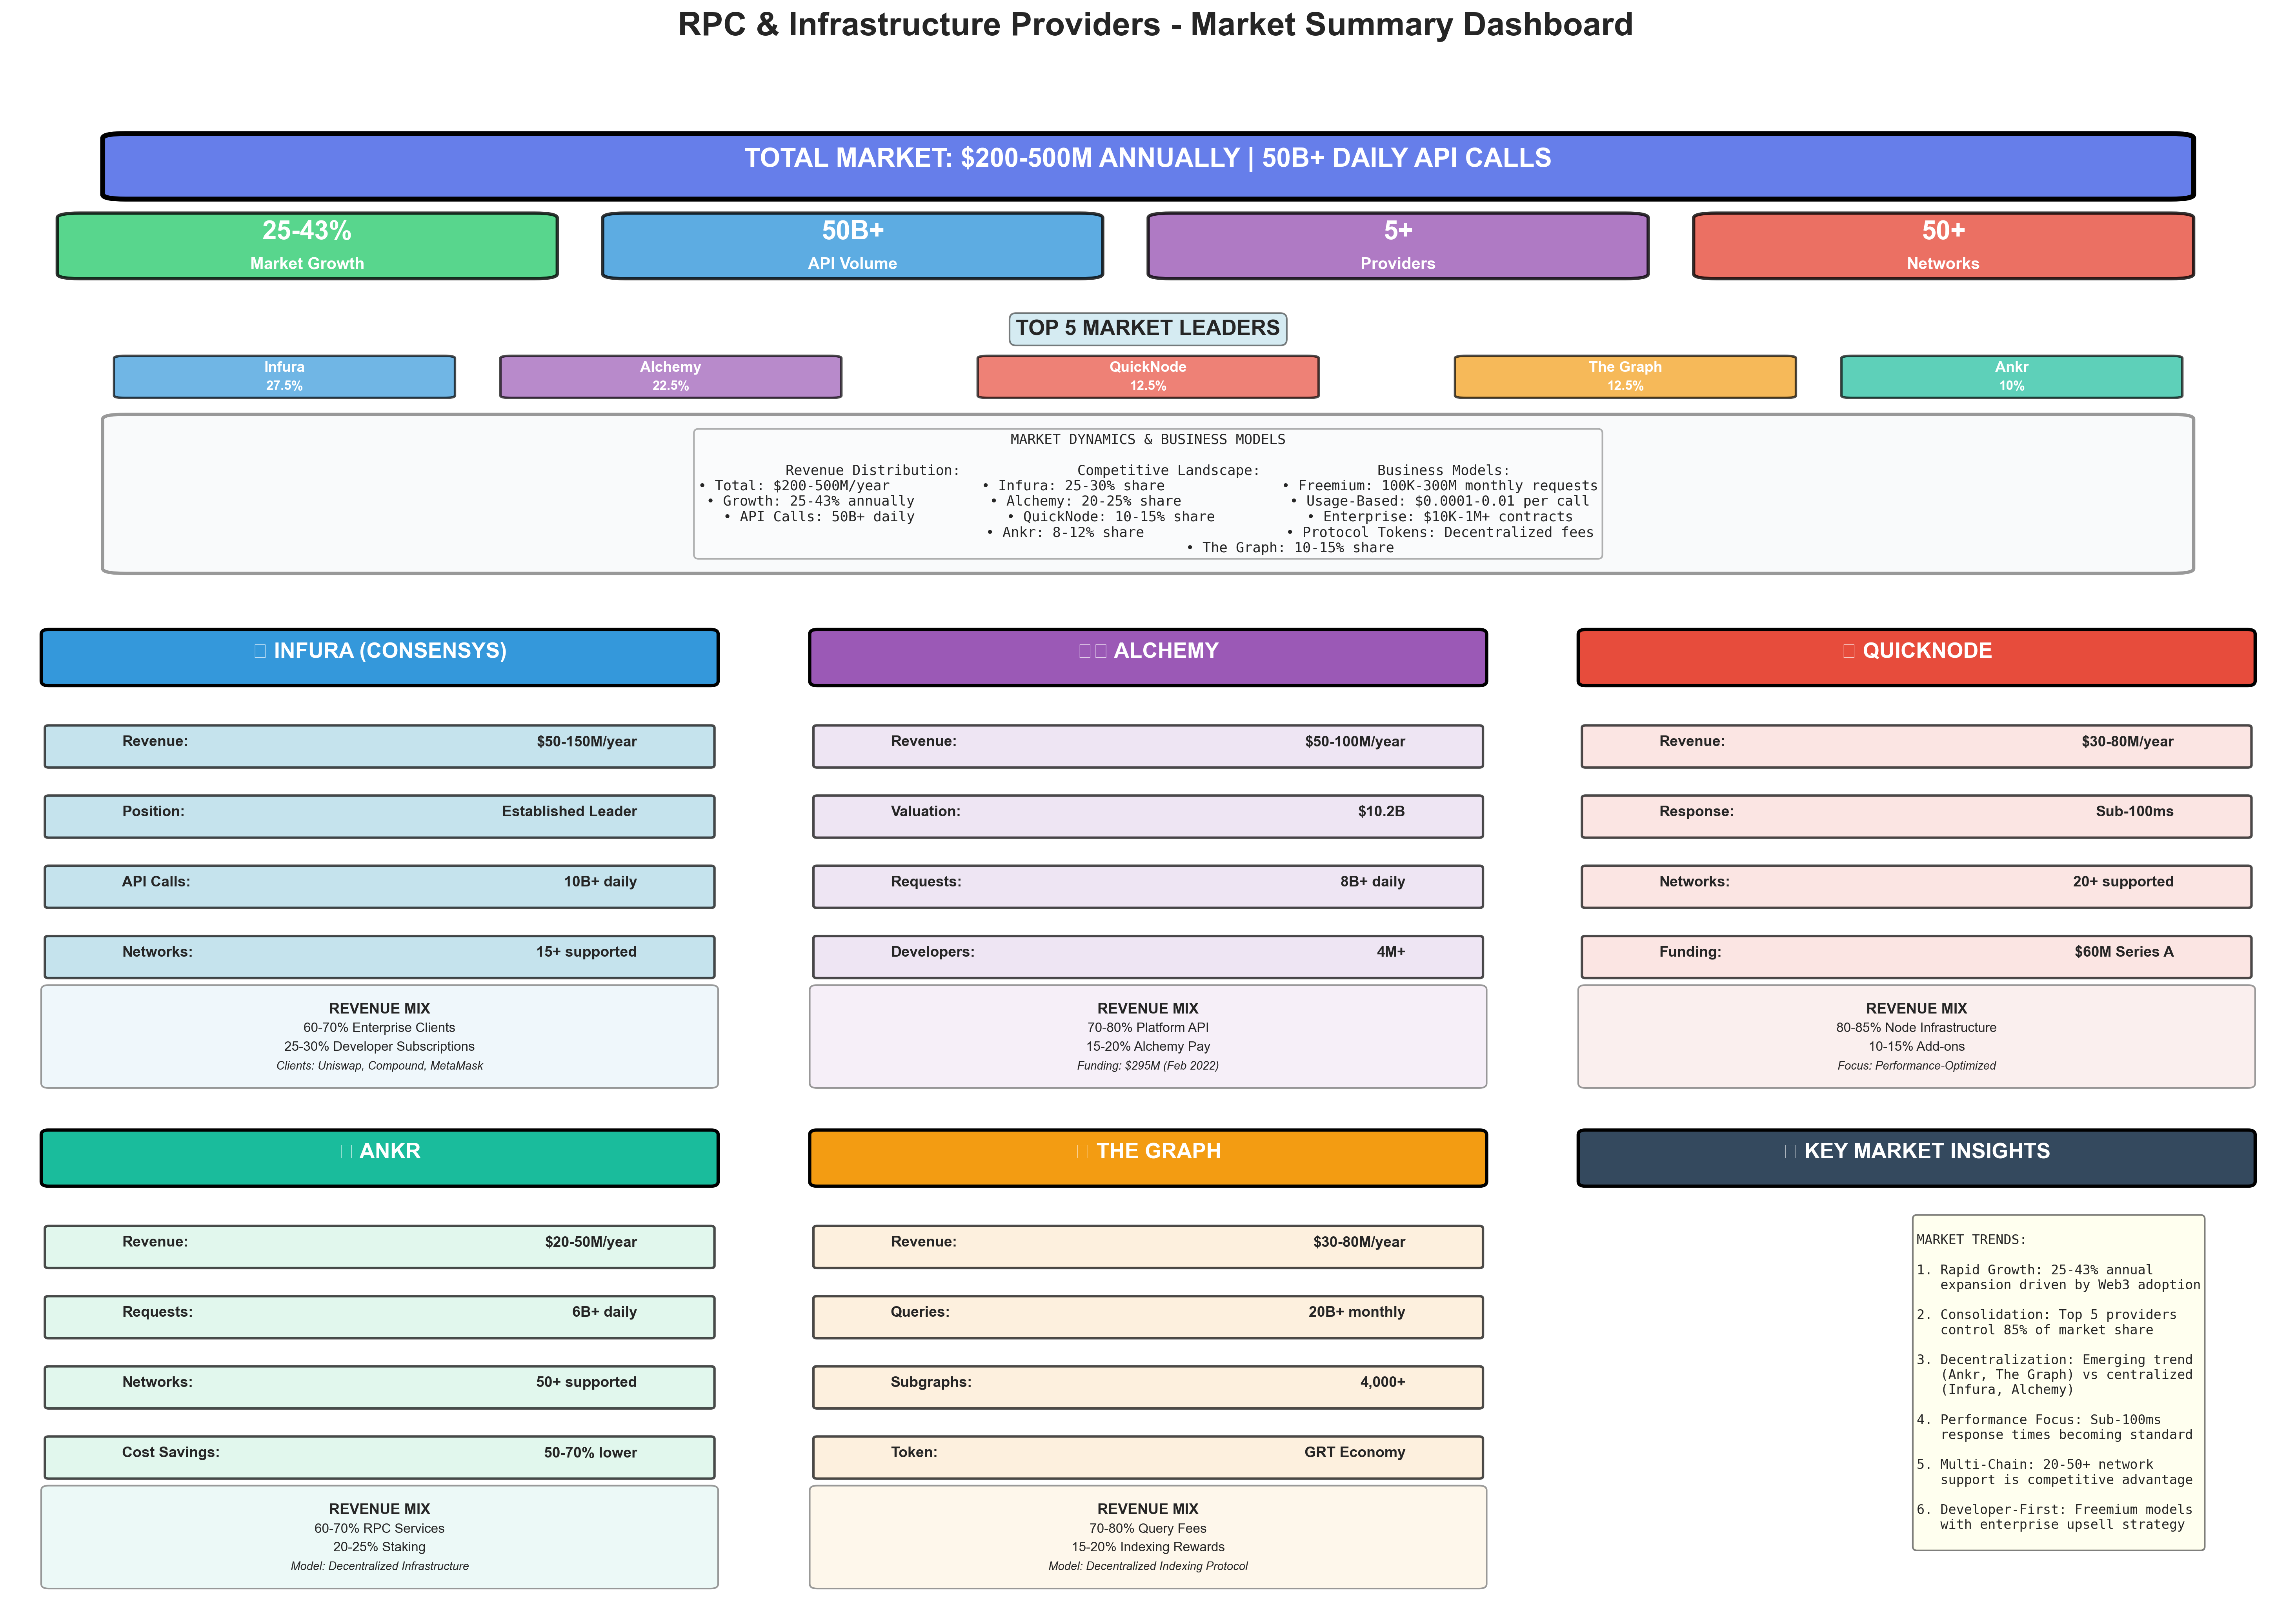 RPC & Infrastructure Providers - Market Summary Dashboard
TOTAL MARKET: $200-500M ANNUALLY | 50B+ DAILY API CALLS
25-43%
Market Growth
50B+
API Volume
5+
Providers
50+
Networks
TOP 5 MARKET LEADERS
Infura
27.5%
Alchemy
22.5%
QuickNode
12.5%
The Graph
12.5%
Ankr
10%
MARKET DYNAMICS & BUSINESS MODELS
Revenue Distribution: Competitive Landscape: Business Models:
• Total: $200-500M/year • Infura: 25-30% share • Freemium: 100K-300M monthly requests
• Growth: 25-43% annually • Alchemy: 20-25% share • Usage-Based: $0.0001-0.01 per call
• API Calls: 50B+ daily • QuickNode: 10-15% share • Enterprise: $10K-1M+ contracts
• Ankr: 8-12% share • Protocol Tokens: Decentralized fees
• The Graph: 10-15% share
INFURA (CONSENSYS)
Revenue: $50-150M/year
Position: Established Leader
API Calls: 10B+ daily
Networks: 15+ supported
REVENUE MIX
60-70% Enterprise Clients
25-30% Developer Subscriptions
Clients: Uniswap, Compound, MetaMask
ALCHEMY
Revenue: $50-100M/year
Valuation: $10.2B
Requests: 8B+ daily
Developers: 4M+
REVENUE MIX
70-80% Platform API
15-20% Alchemy Pay
Funding: $295M (Feb 2022)
QUICKNODE
Revenue: $30-80M/year
Response: Sub-100ms
Networks: 20+ supported
Funding: $60M Series A
REVENUE MIX
80-85% Node Infrastructure
10-15% Add-ons
Focus: Performance-Optimized
ANKR
Revenue: $20-50M/year
Requests: 6B+ daily
Networks: 50+ supported
Cost Savings: 50-70% lower
REVENUE MIX
60-70% RPC Services
20-25% Staking
Model: Decentralized Infrastructure
THE GRAPH
Revenue: $30-80M/year
Queries: 20B+ monthly
Subgraphs: 4,000+
Token: GRT Economy
REVENUE MIX
70-80% Query Fees
15-20% Indexing Rewards
Model: Decentralized Indexing Protocol
KEY MARKET INSIGHTS
MARKET TRENDS:
1. Rapid Growth: 25-43% annual
expansion driven by Web3 adoption
2. Consolidation: Top 5 providers
control 85% of market share
3. Decentralization: Emerging trend
(Ankr, The Graph) vs centralized
(Infura, Alchemy)
4. Performance Focus: Sub-100ms
response times becoming standard
5. Multi-Chain: 20-50+ network
support is competitive advantage
6. Developer-First: Freemium models
with enterprise upsell strategy